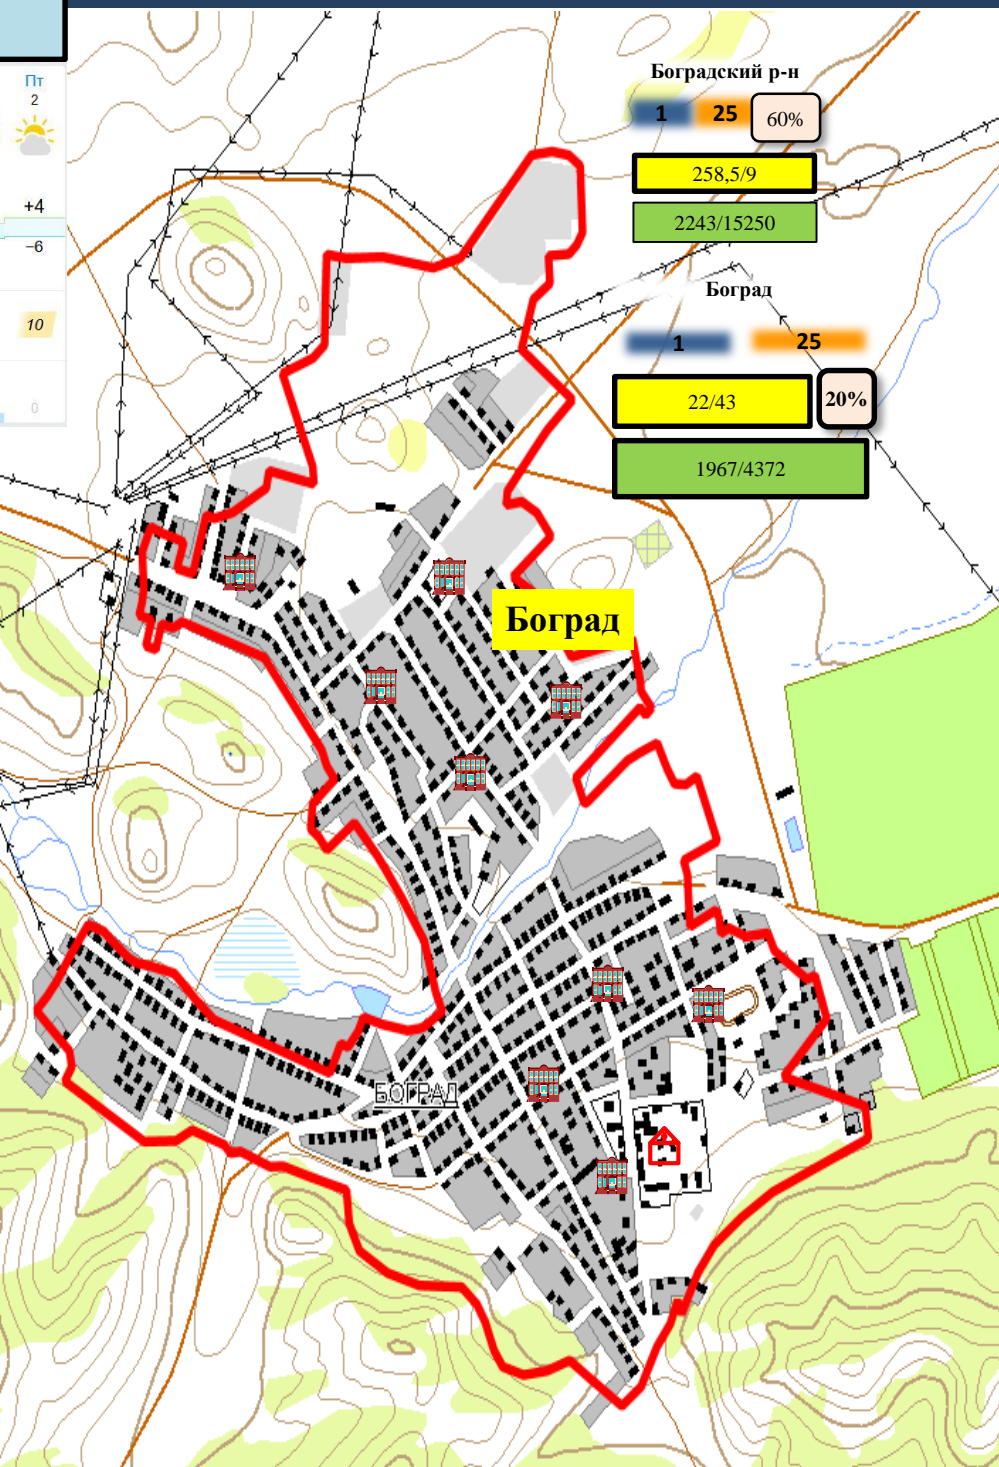 Пт
2
+4
−6
10
0
Боградский р-н
1 25 60%
258,5/9
2243/15250
Боград
1 25
22/43 20%
1967/4372
Боград
БОГРАД